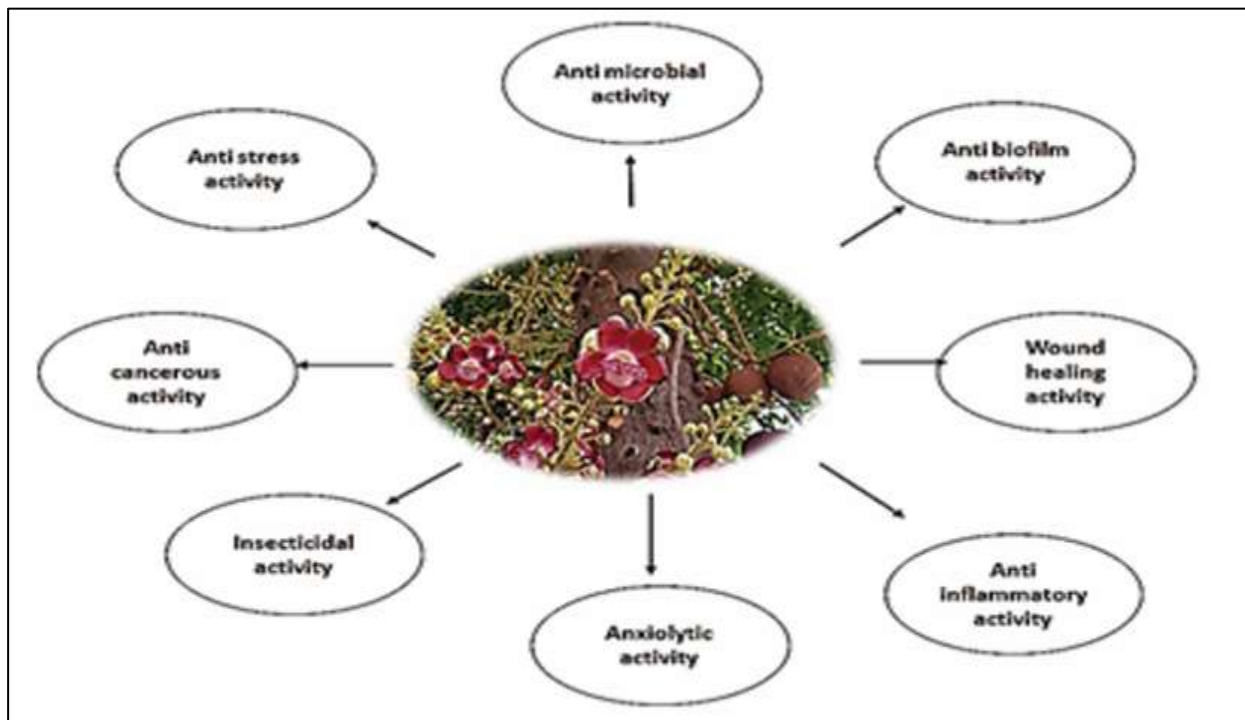 Anti microbial
activity
Anti stress
activity
Anti biofilm
activity
Anti
cancerous
activity
Wound
healing
activity
Insecticidal
activity
Anti
inflammatory
activity
Anxiolytic
activity